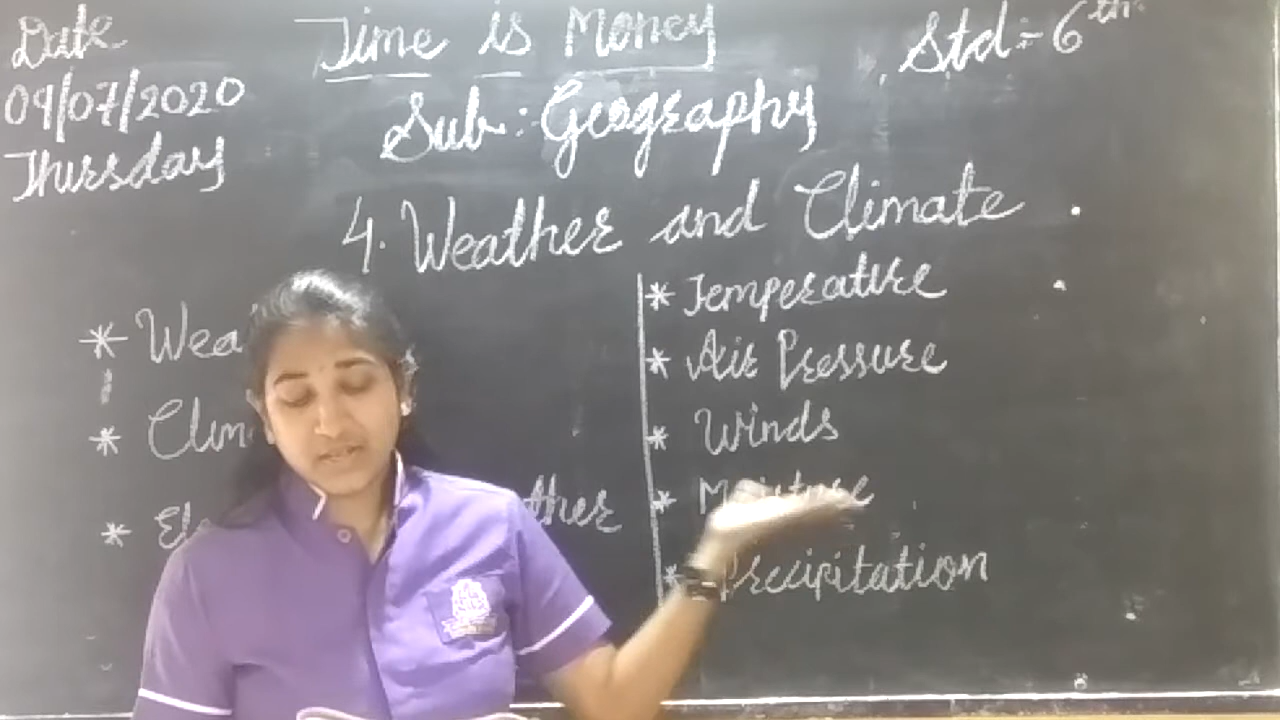 Date
09/07/2020
Thursday
Time is Money
Std:- 6th
Sub: Geography
4. Weather and Climate
* Temperature
* Air Pressure
* Winds
* Moisture
* Precipitation